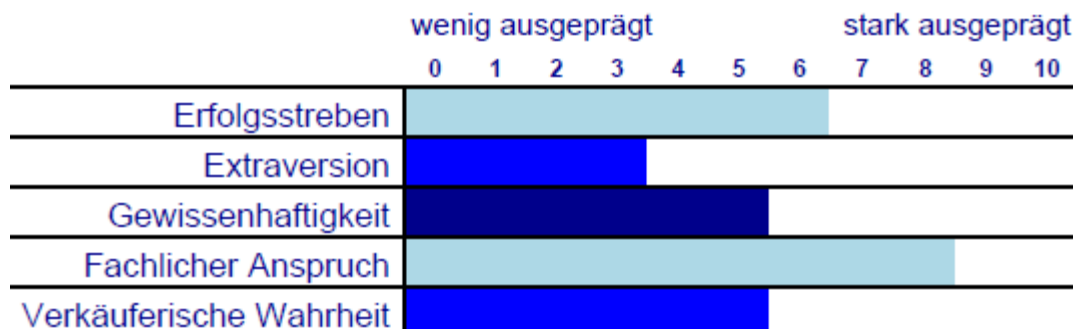 wenig ausgeprägt stark ausgeprägt
0 1 2 3 4 5 6 7 8 9 10
Erfolgsstreben
Extraversion
Gewissenhaftigkeit
Fachlicher Anspruch
Verkäuferische Wahrheit